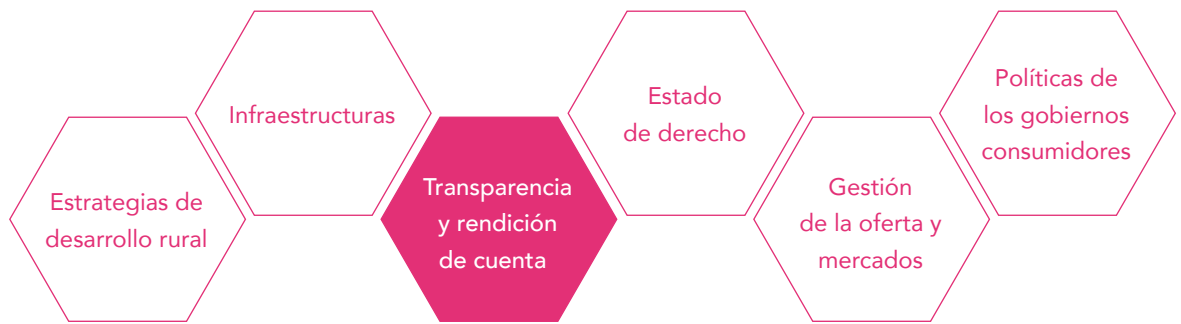 Estrategias de
desarrollo rural
Infraestructuras
Transparencia
y rendición
de cuenta
Estado
de derecho
Gestión
de la oferta y
mercados
Políticas de
los gobiernos
consumidores